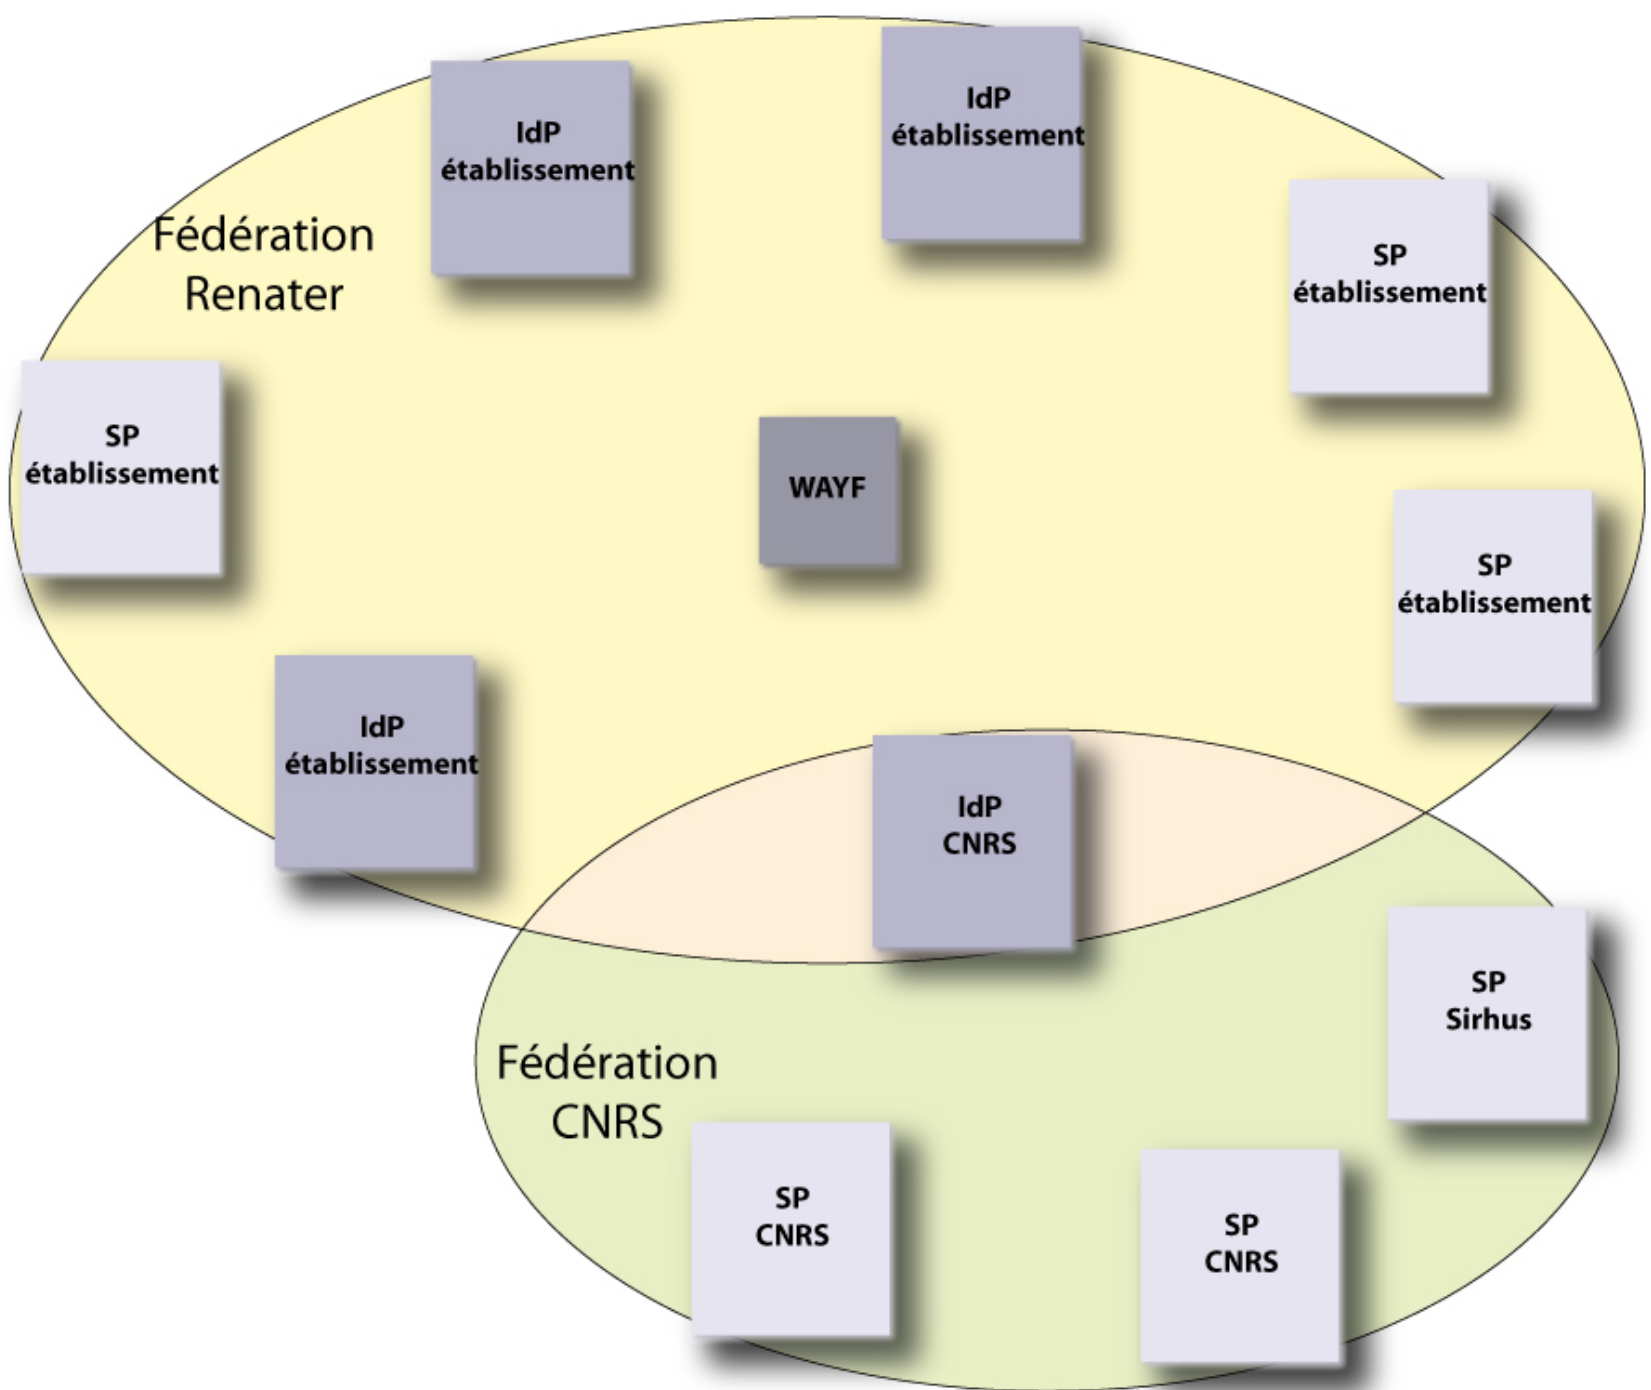 IdP
établissement
IdP
établissement
Fédération
Renater
SP
établissement
SP
établissement
WAYF
SP
établissement
IdP
établissement
IdP
CNRS
SP
Sirhus
Fédération
CNRS
SP
CNRS
SP
CNRS